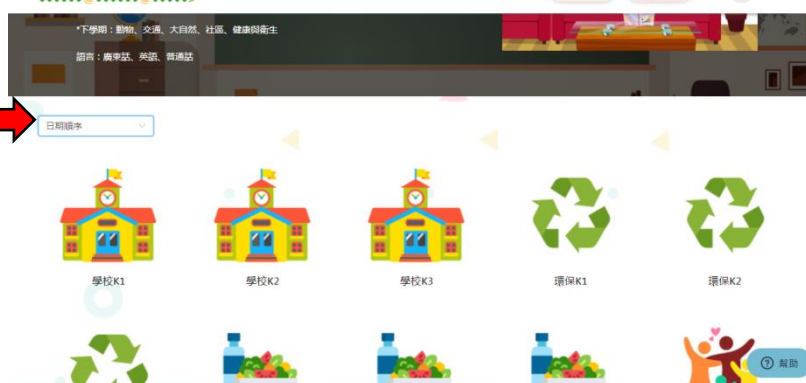 *下學期：動物、交通、大自然、社區、健康與衛生
語言：廣東話、英語、普通話
日期順序
學校K1
學校K2
學校K3
環保K1
環保K2
幫助